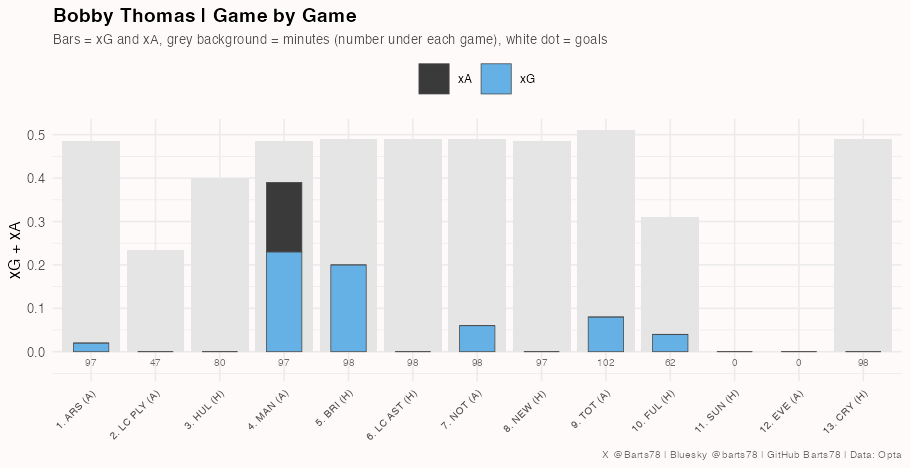 Bobby Thomas | Game by Game
Bars = xG and xA, grey background = minutes (number under each game), white dot = goals
xA xG
xG + xA
0.5
0.4
0.3
0.2
0.1
0.0
97 47 80 97 98 98 98 97 102 62 0 0 98
1. ARS (A)
2. LC PLY (A)
3. HUL (H)
4. MAN (A)
5. BRI (H)
6. LC AST (H)
7. NOT (A)
8. NEW (H)
9. TOT (A)
10. FUL (H)
11. SUN (H)
12. EVE (A)
13. CRY (H)
X @Barts78 | Bluesky @barts78 | GitHub Barts78 | Data: Opta